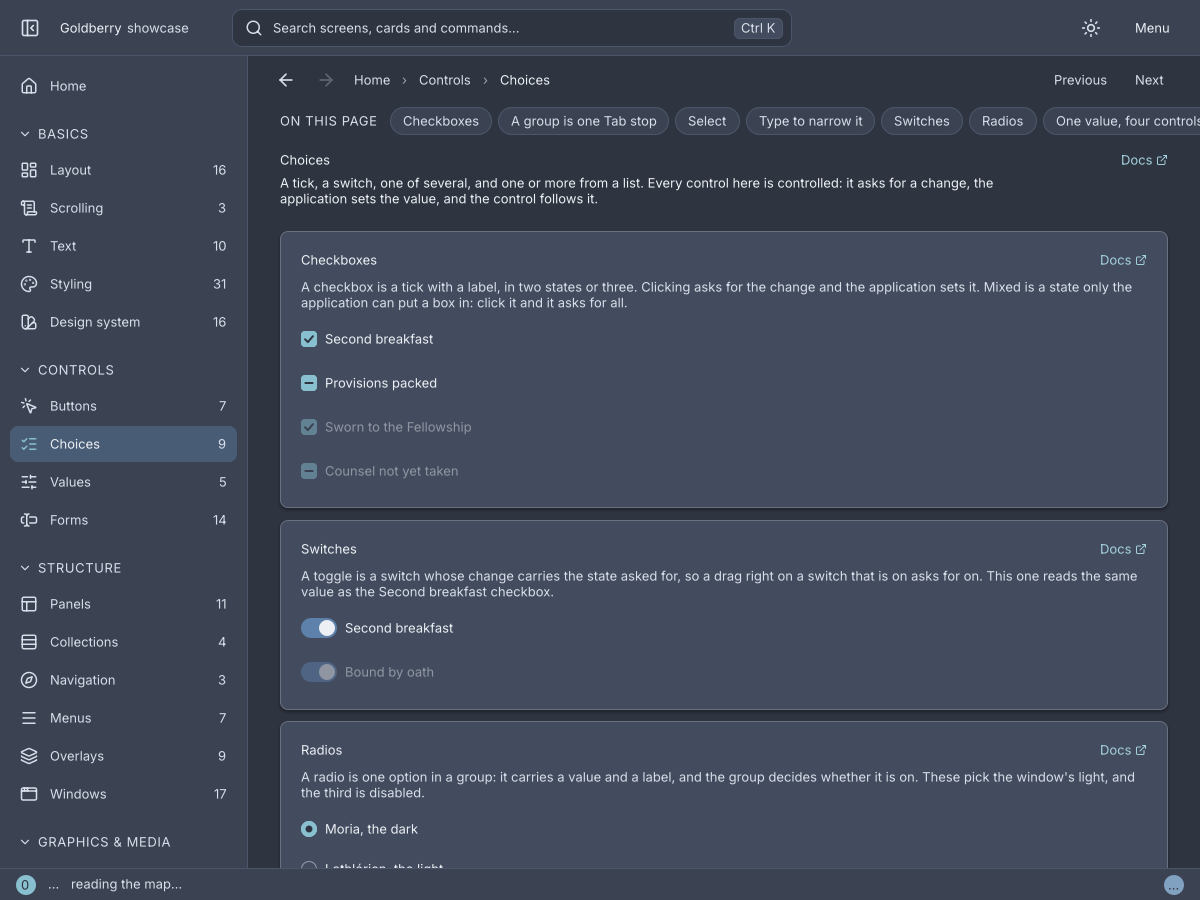 Goldberry showcase
Search screens, cards and commands...
Ctrl K
Menu
Home
BASICS
Layout 16
Scrolling 3
Text 10
Styling 31
Design system 16
CONTROLS
Buttons 7
Choices 9
Values 5
Forms 14
STRUCTURE
Panels 11
Collections 4
Navigation 3
Menus 7
Overlays 9
Windows 17
GRAPHICS & MEDIA
Home › Controls › Choices
Previous Next
ON THIS PAGE Checkboxes A group is one Tab stop Select Type to narrow it Switches Radios One value, four controls
Choices Docs
A tick, a switch, one of several, and one or more from a list. Every control here is controlled: it asks for a change, the
application sets the value, and the control follows it.
Checkboxes Docs
A checkbox is a tick with a label, in two states or three. Clicking asks for the change and the application sets it. Mixed is a state only the
application can put a box in: click it and it asks for all.
Second breakfast
Provisions packed
Sworn to the Fellowship
Counsel not yet taken
Switches Docs
A toggle is a switch whose change carries the state asked for, so a drag right on a switch that is on asks for on. This one reads the same
value as the Second breakfast checkbox.
Second breakfast
Bound by oath
Radios Docs
A radio is one option in a group: it carries a value and a label, and the group decides whether it is on. These pick the window's light, and
the third is disabled.
Moria, the dark
Lothlórien, the light
0 ... reading the map... ...